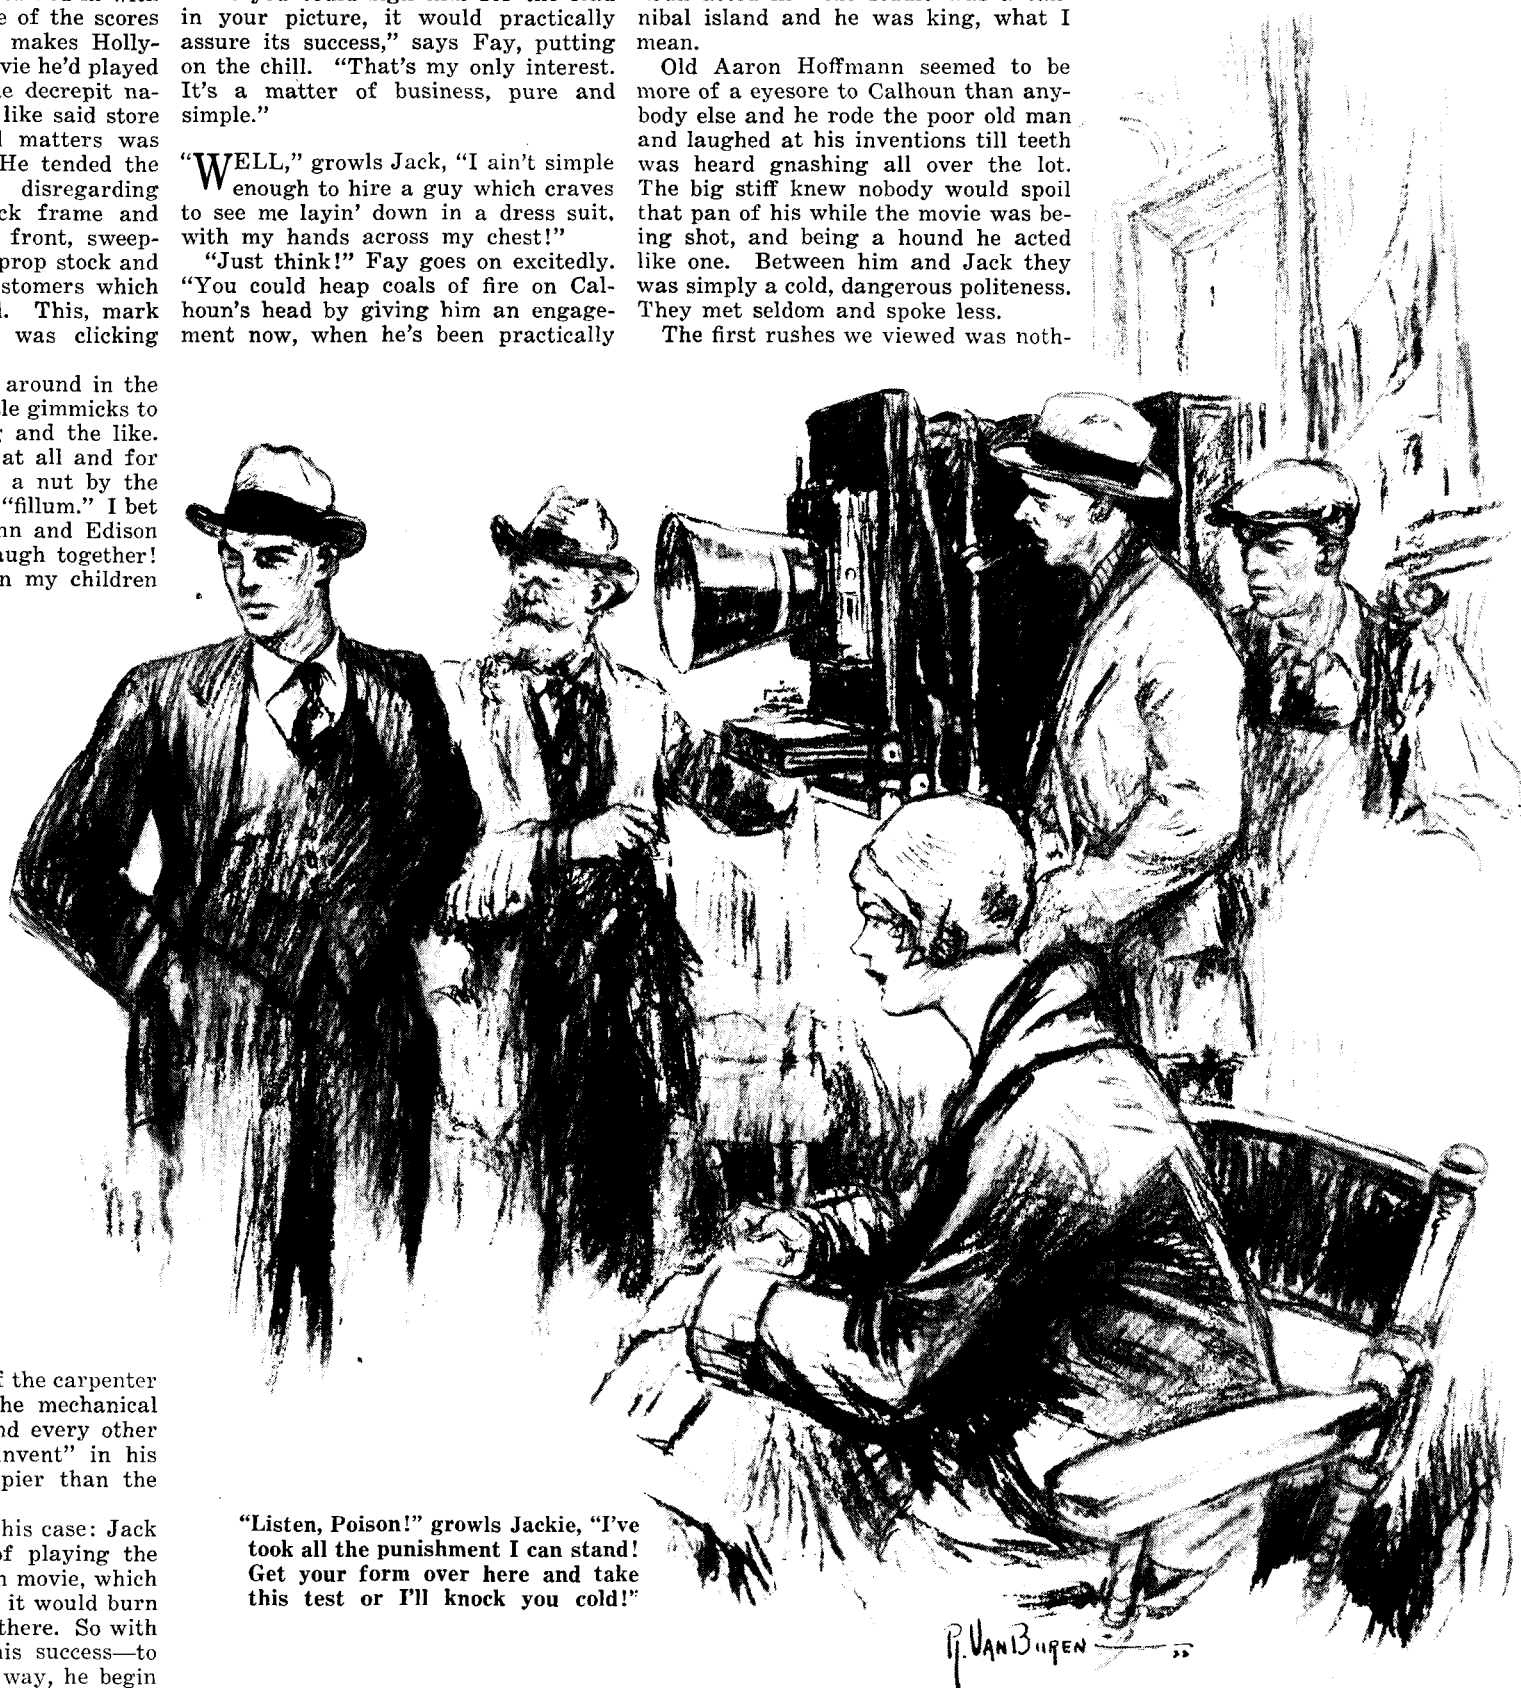 e of the scores
makes Holly-
vie he'd played
e decrepit na-
like said store
matters was
He tended the
disregarding
ck frame and
front, sweep-
prop stock and
stomers which
This, mark
was clicking
around in the
le gimmicks to
and the like.
at all and for
a nut by the
“fillum.” I bet
nn and Edison
augh together!
n my children
f the carpenter
he mechanical
nd every other
nvent” in his
pier than the
his case: Jack
of playing the
n movie, which
it would burn
there. So with
his success—to
way, he begin
in your picture, it would practically
assure its success,” says Fay, putting
on the chill. “That's my only interest.
It's a matter of business, pure and
simple.”
“WELL,” growls Jack, “I ain't simple
enough to hire a guy which craves
to see me layin' down in a dress suit,
with my hands across my chest!”
“Just think!” Fay goes on excitedly.
“You could heap coals of fire on Cal-
houn's head by giving him an engage-
ment now, when he's been practically
nibal island and he was king, what I
mean.
Old Aaron Hoffmann seemed to be
more of a eyesore to Calhoun than any-
body else and he rode the poor old man
and laughed at his inventions till teeth
was heard gnashing all over the lot.
The big stiff knew nobody would spoil
that pan of his while the movie was be-
ing shot, and being a hound he acted
like one. Between him and Jack they
was simply a cold, dangerous politeness.
They met seldom and spoke less.
The first rushes we viewed was noth-
“Listen, Poison!” growls Jackie, “I've
took all the punishment I can stand!
Get your form over here and take
this test or I'll knock you cold!”
R. VAN BUREN